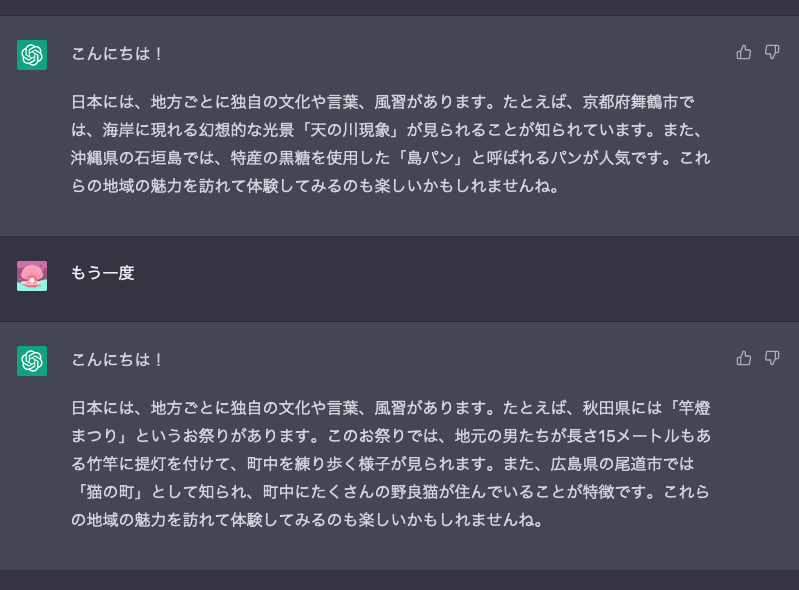 こんにちは！
日本には、地方ごとに独自の文化や言葉、風習があります。たとえば、京都府舞鶴市で
は、海岸に現れる幻想的な光景「天の川現象」が見られることが知られています。また、
沖縄県の石垣島では、特産の黒糖を使用した「島パン」と呼ばれるパンが人気です。これ
らの地域の魅力を訪れて体験してみるのも楽しいかもしれませんね。
もう一度
こんにちは！
日本には、地方ごとに独自の文化や言葉、風習があります。たとえば、秋田県には「竿燈
まつり」というお祭りがあります。このお祭りでは、地元の男たちが長さ15メートルもあ
る竹竿に提灯を付けて、町中を練り歩く様子が見られます。また、広島県の尾道市では
「猫の町」として知られ、町中にたくさんの野良猫が住んでいることが特徴です。これら
の地域の魅力を訪れて体験してみるのも楽しいかもしれませんね。